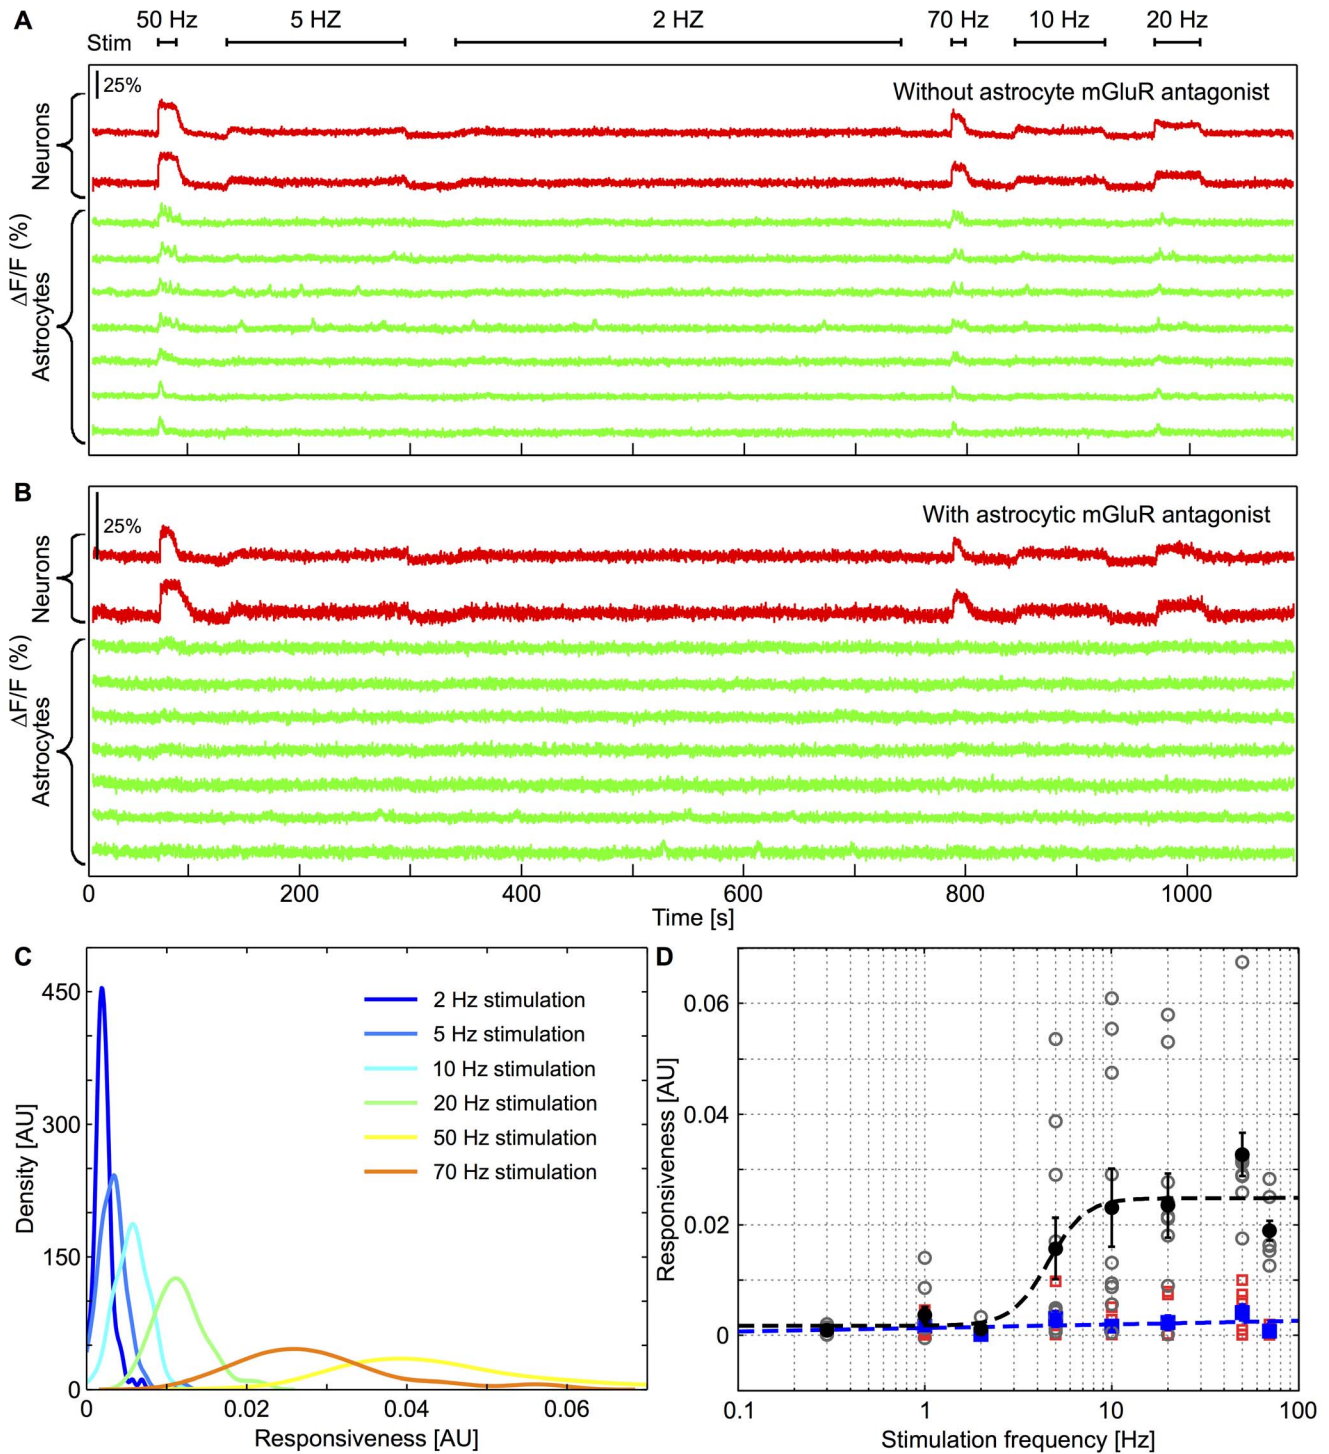 A
50 Hz 5 HZ 2 HZ 70 Hz 10 Hz 20 Hz
Stim
25%
Without astrocyte mGluR antagonist
Neurons
ΔF/F (%)
Astrocytes
B
25%
With astrocytic mGluR antagonist
Neurons
ΔF/F (%)
Astrocytes
0 200 400 600 800 1000
Time [s]
C
450
300
150
0
Density [AU]
2 Hz stimulation
5 Hz stimulation
10 Hz stimulation
20 Hz stimulation
50 Hz stimulation
70 Hz stimulation
0 0.02 0.04 0.06
Responsiveness [AU]
D
0.06
0.04
0.02
0
Responsiveness [AU]
0.1 1 10 100
Stimulation frequency [Hz]